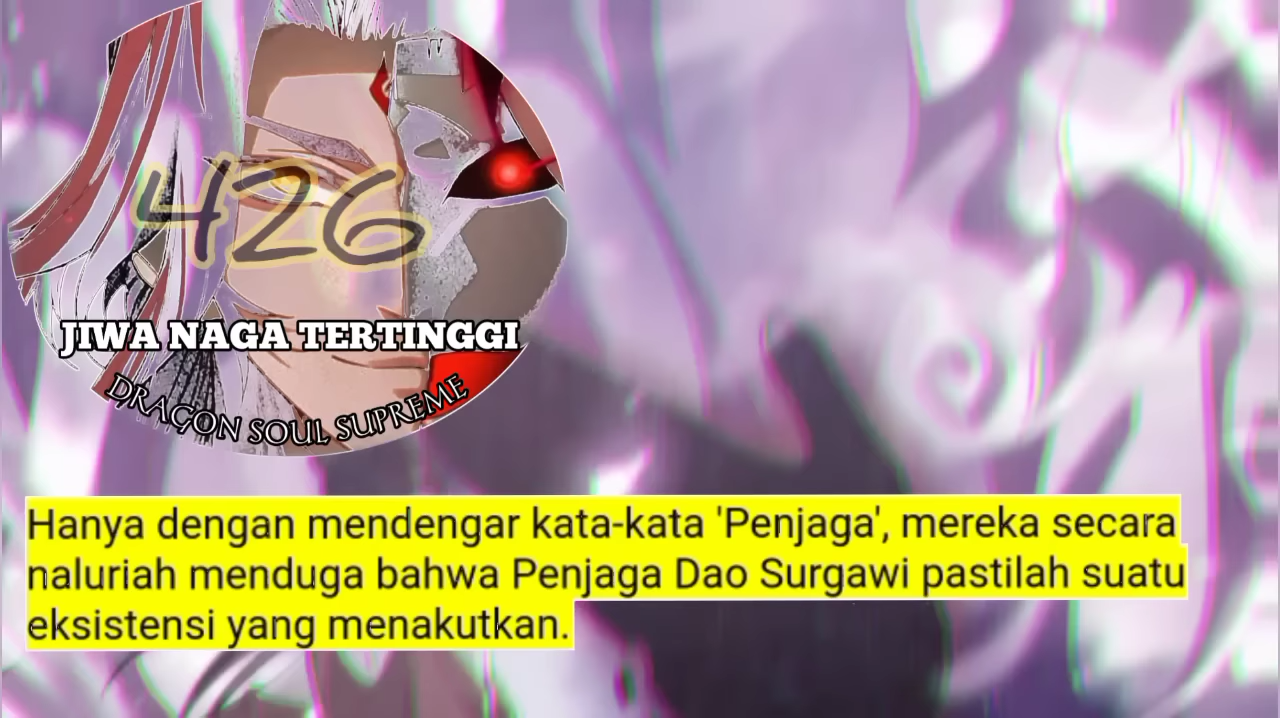 426
JIWA NAGA TERTINGGI
DRAGON SOUL SUPREME
Hanya dengan mendengar kata-kata 'Penjaga', mereka secara
naluriah menduga bahwa Penjaga Dao Surgawi pastilah suatu
eksistensi yang menakutkan.